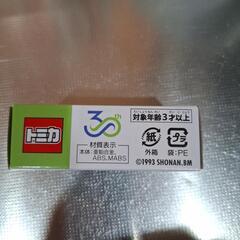 トミカ
30th
材質表示
本体:亜鉛合金,
ABS,MABS
対象年齢3才以上
紙
外箱
袋:PE
©1993 SHONAN.BM